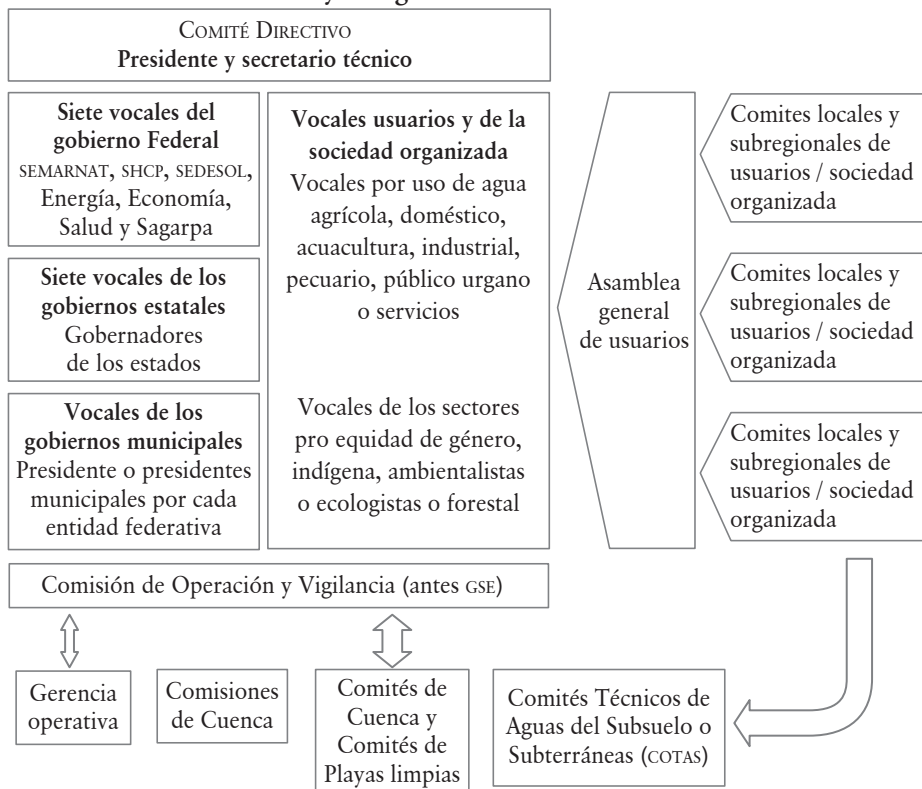 COMITÉ DIRECTIVO
Presidente y secretario técnico
Siete vocales del
gobierno Federal
SEMARNAT, SHCP, SEDESOL,
Energía, Economía,
Salud y Sagarpa
Siete vocales de los
gobiernos estatales
Gobernadores
de los estados
Vocales de los
gobiernos municipales
Presidente o presidentes
municipales por cada
entidad federativa
Vocales usuarios y de la
sociedad organizada
Vocales por uso de agua
agrícola, doméstico,
acuacultura, industrial,
pecuario, público urgano
o servicios
Vocales de los sectores
pro equidad de género,
indígena, ambientalistas
o ecologistas o forestal
Asamblea
general
de usuarios
Comites locales y
subregionales de
usuarios / sociedad
organizada
Comites locales y
subregionales de
usuarios / sociedad
organizada
Comites locales y
subregionales de
usuarios / sociedad
organizada
Comisión de Operación y Vigilancia (antes GSE)
Gerencia
operativa
Comisiones
de Cuenca
Comités de
Cuenca y
Comités de
Playas limpias
Comités Técnicos de
Aguas del Subsuelo o
Subterráneas (COTAS)